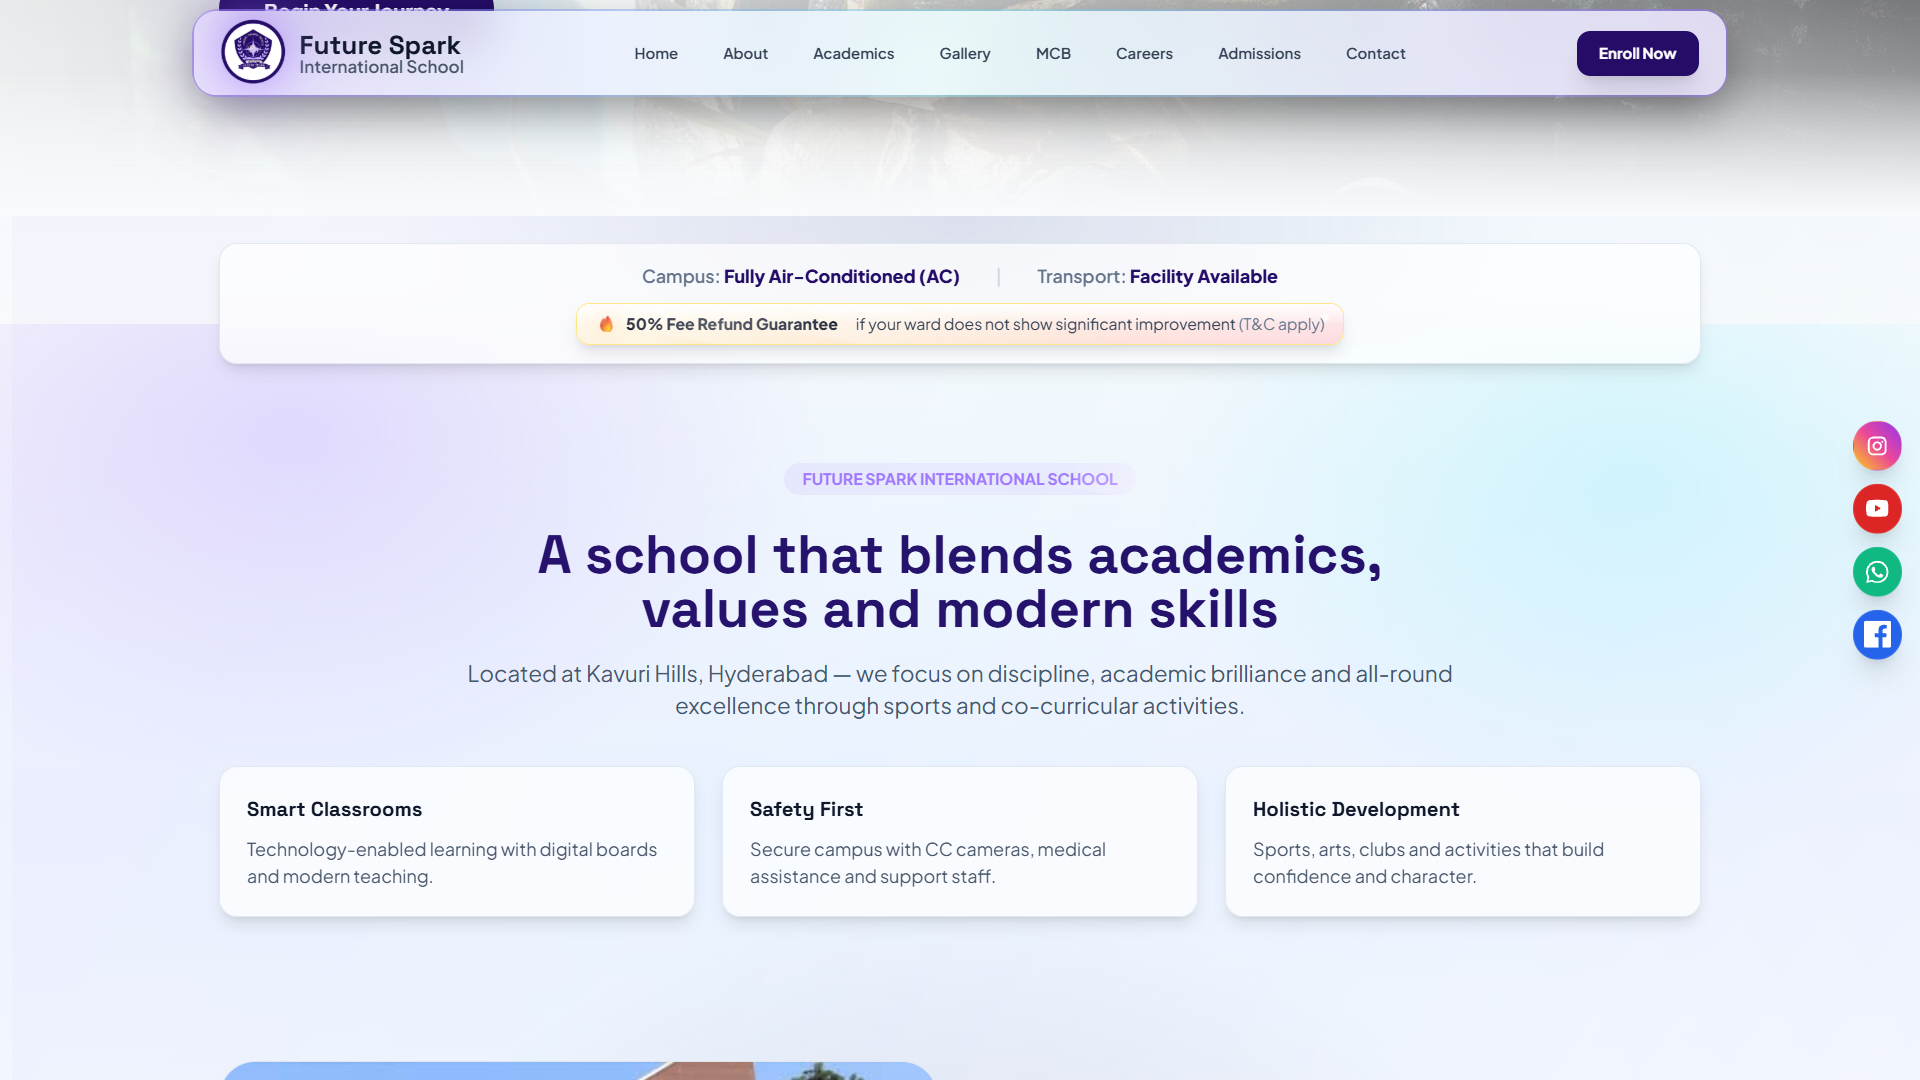 Begin Your Journey
Future Spark
International School
Home About Academics Gallery MCB Careers Admissions Contact
Enroll Now
Campus: Fully Air-Conditioned (AC) | Transport: Facility Available
🔥 50% Fee Refund Guarantee if your ward does not show significant improvement (T&C apply)
FUTURE SPARK INTERNATIONAL SCHOOL
A school that blends academics,
values and modern skills
Located at Kavuri Hills, Hyderabad — we focus on discipline, academic brilliance and all-round
excellence through sports and co-curricular activities.
Smart Classrooms
Technology-enabled learning with digital boards
and modern teaching.
Safety First
Secure campus with CC cameras, medical
assistance and support staff.
Holistic Development
Sports, arts, clubs and activities that build
confidence and character.